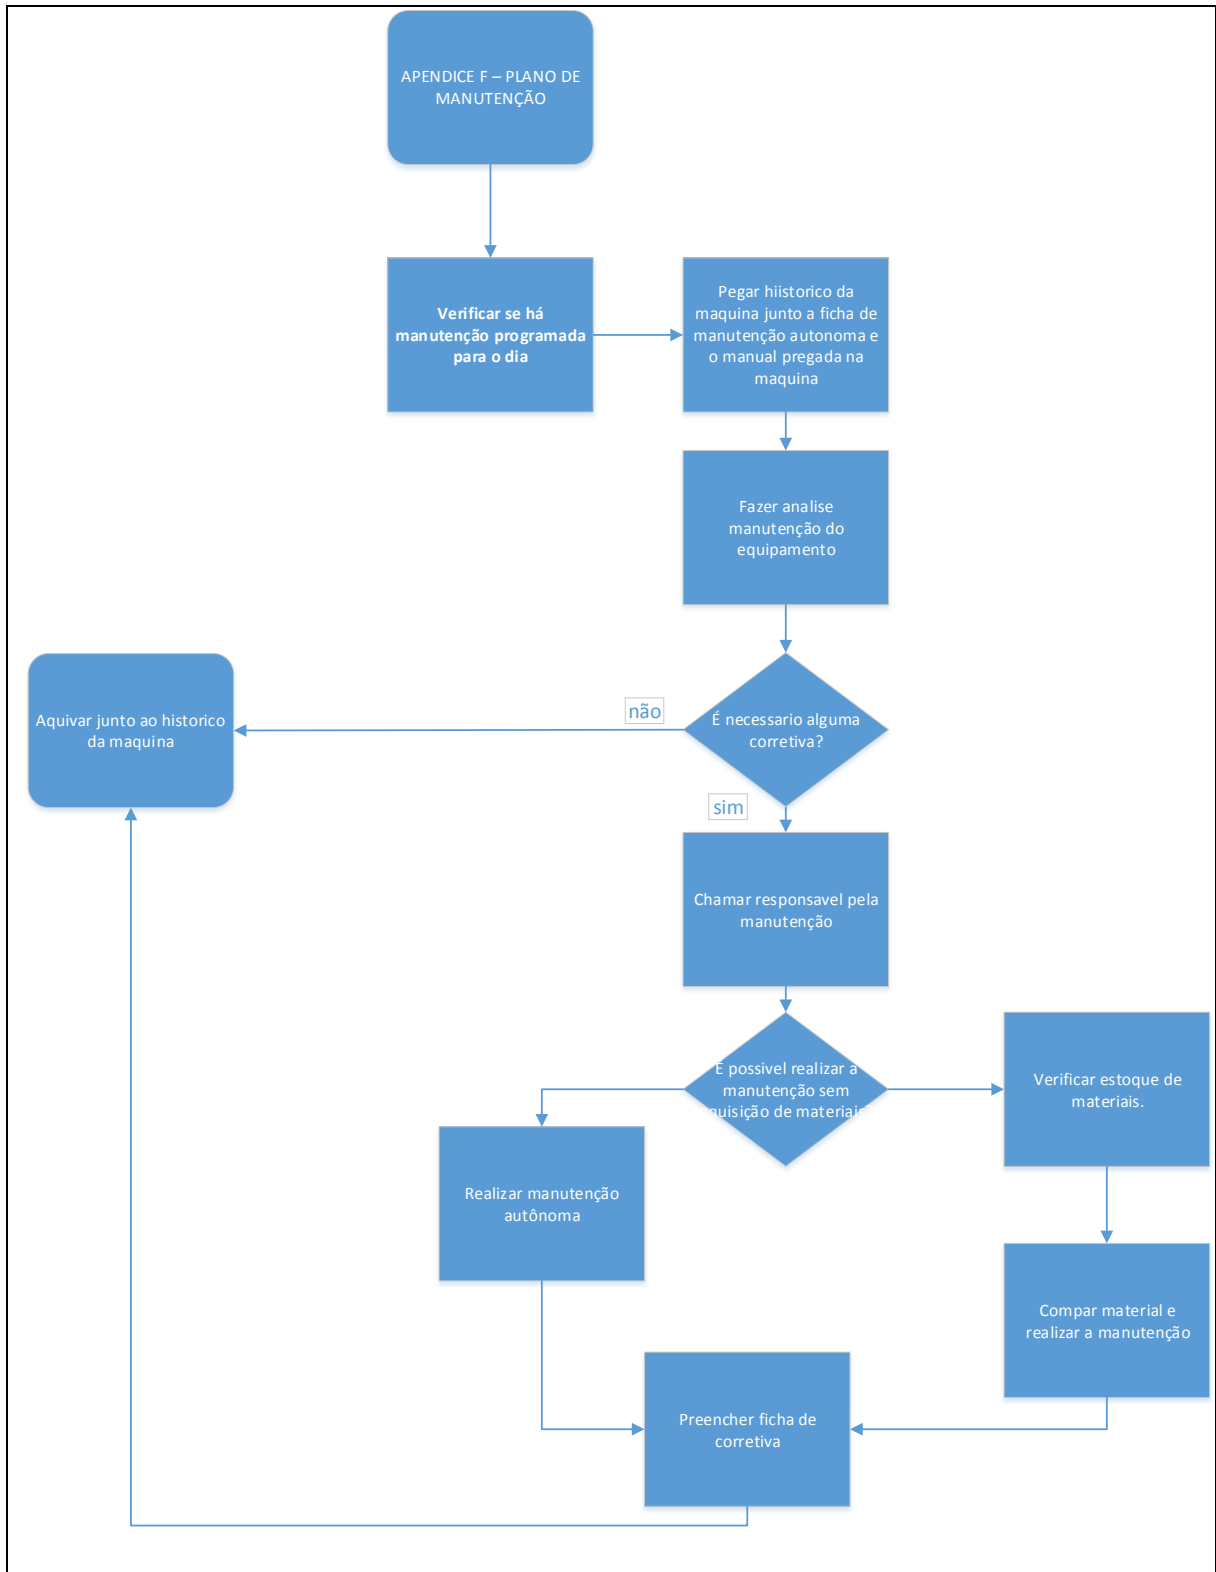 APENDICE F – PLANO DE
MANUTENÇÃO
Verificar se há
manutenção programada
para o dia
Pegar hiistorico da
maquina junto a ficha de
manutenção autonoma e
o manual pregada na
maquina
Fazer analise
manutenção do
equipamento
É necessario alguma
corretiva?
não
Aquivar junto ao historico
da maquina
sim
Chamar responsavel pela
manutenção
É possivel realizar a
manutenção sem
quisição de materiais?
Verificar estoque de
materiais.
Realizar manutenção
autônoma
Compar material e
realizar a manutenção
Preencher ficha de
corretiva